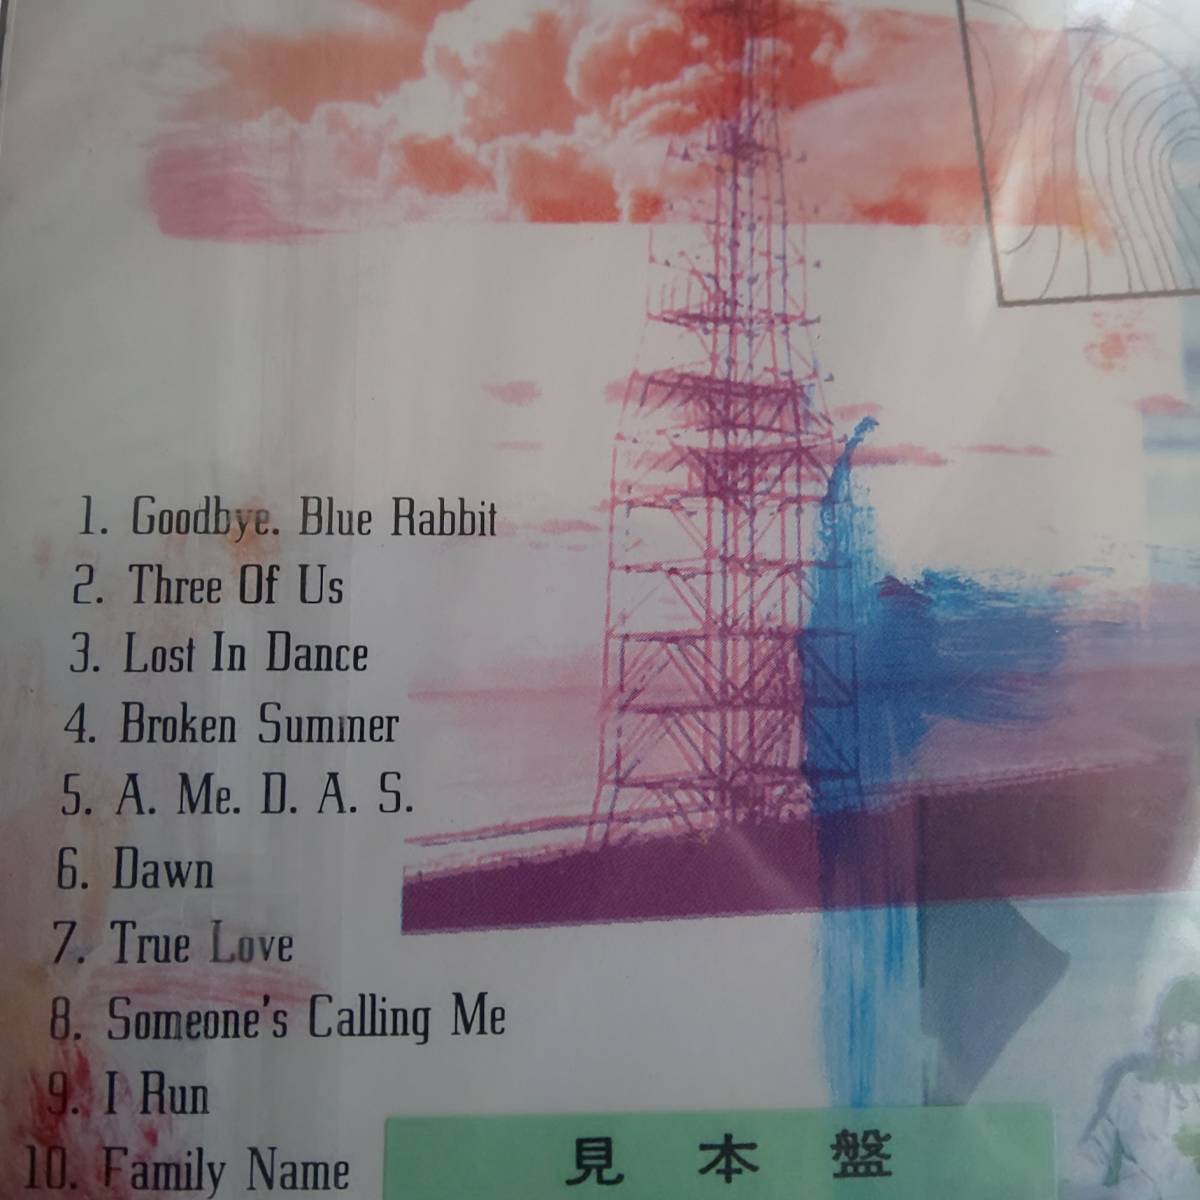 1. Goodbye. Blue Rabbit
2. Three Of Us
3. Lost In Dance
4. Broken Summer
5. A. Me. D. A. S.
6. Dawn
7. True Love
8. Someone's Calling Me
9. I Run
10. Family Name
見 本 盤